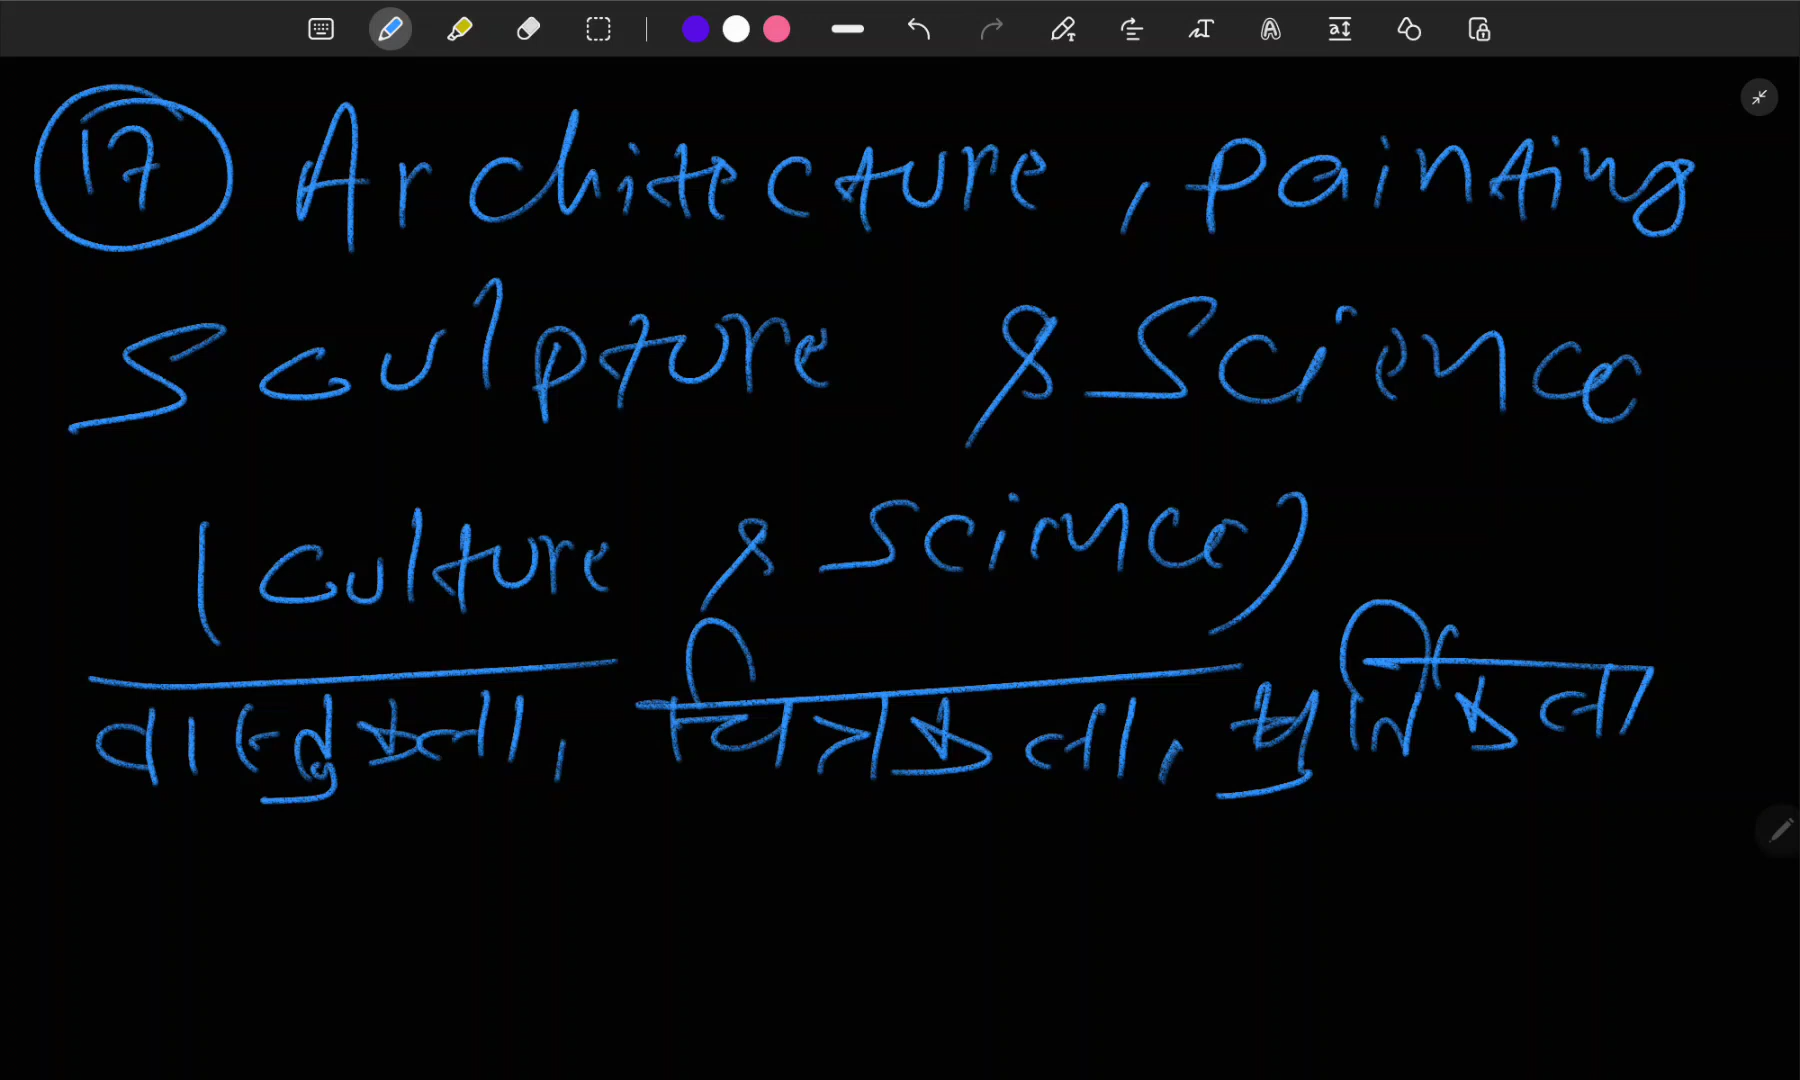 17 Architecture, painting
Sculpture & Science
(Culture & Science)
वास्तुकला, चित्रकला, मूर्तिकला